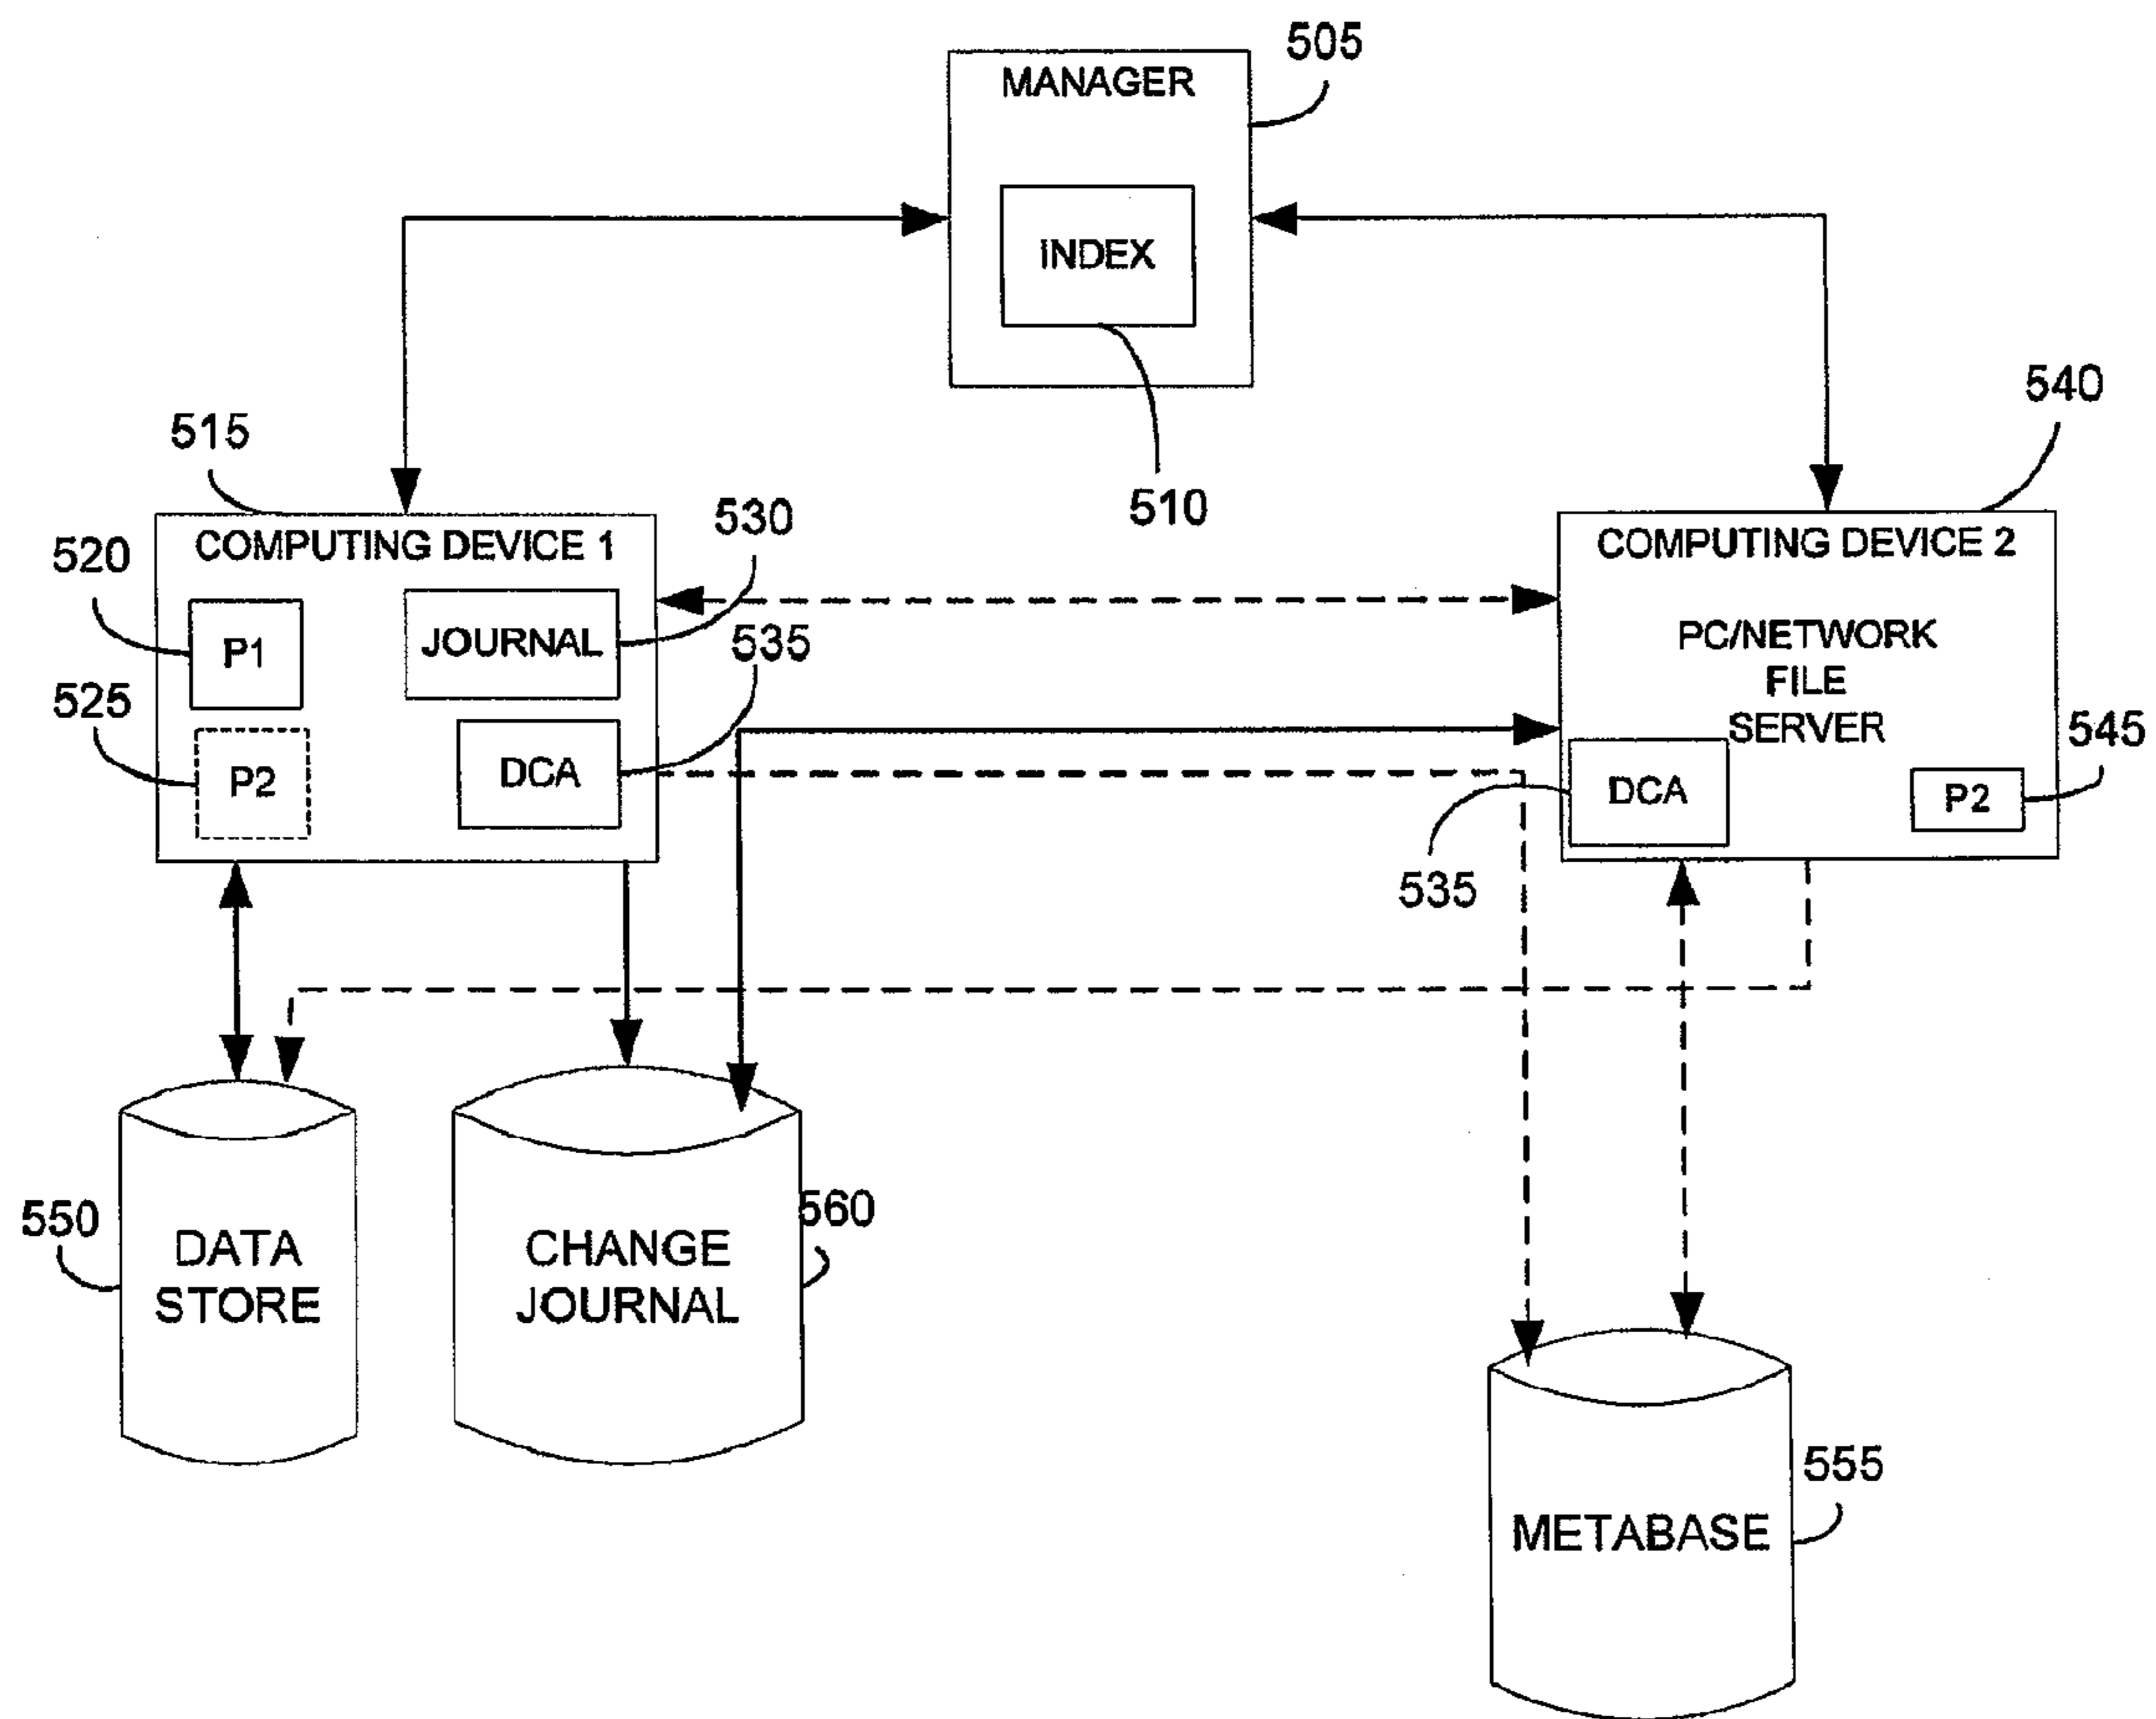 505
MANAGER
INDEX
510
540
515
COMPUTING DEVICE 1
530
520
P1
JOURNAL
535
525
P2
DCA
COMPUTING DEVICE 2
PC/NETWORK
FILE
SERVER
545
DCA
P2
535
550
DATA
STORE
560
CHANGE
JOURNAL
555
METABASE